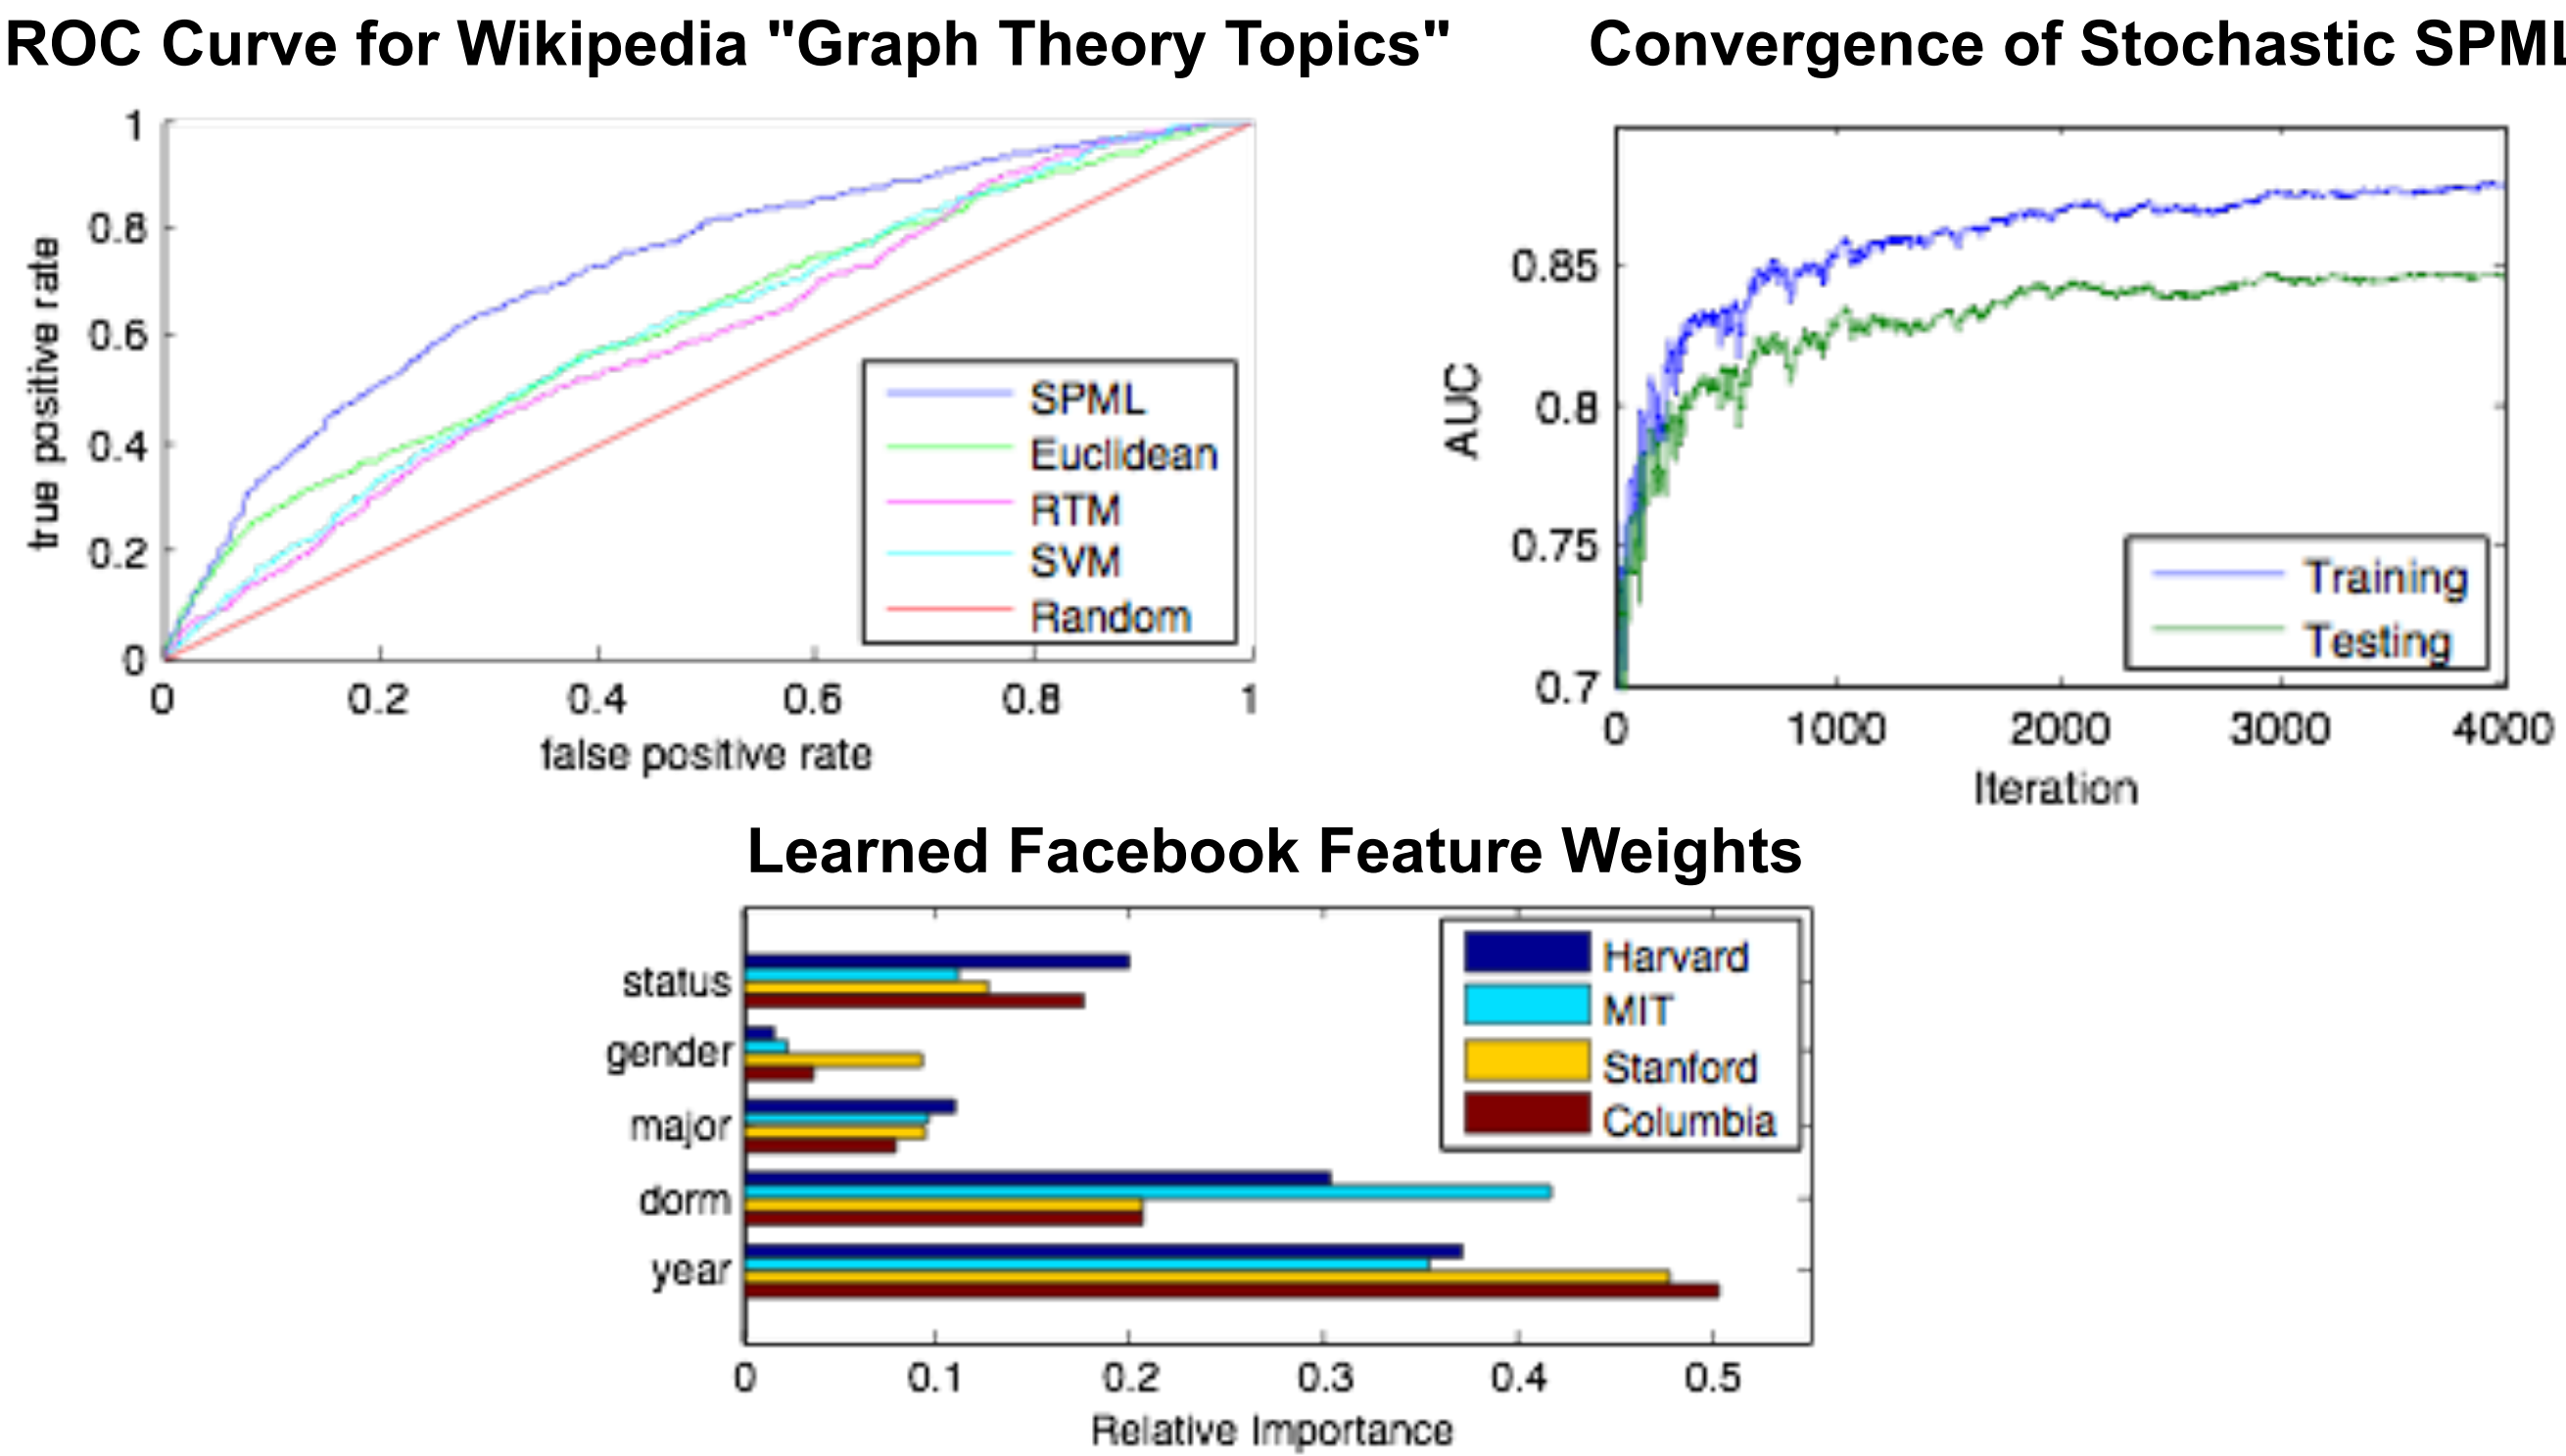 ROC Curve for Wikipedia "Graph Theory Topics"
1
0.8
0.6
0.4
0.2
0
true positive rate
0 0.2 0.4 0.6 0.8 1
false positive rate
SPML
Euclidean
RTM
SVM
Random
Convergence of Stochastic SPML
0.85
0.8
0.75
0.7
AUC
0 1000 2000 3000 4000
Iteration
Training
Testing
Learned Facebook Feature Weights
status
gender
major
dorm
year
Harvard
MIT
Stanford
Columbia
0 0.1 0.2 0.3 0.4 0.5
Relative Importance